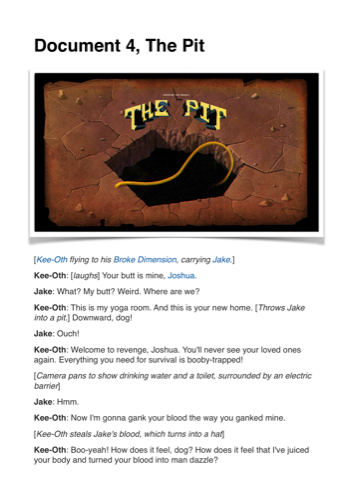 Document 4, The Pit
THE PIT
[Kee-Oth flying to his Broke Dimension, carrying Jake.]
Kee-Oth: [laughs] Your butt is mine, Joshua.
Jake: What? My butt? Weird. Where are we?
Kee-Oth: This is my yoga room. And this is your new home. [Throws Jake
into a pit.] Downward, dog!
Jake: Ouch!
Kee-Oth: Welcome to revenge, Joshua. You'll never see your loved ones
again. Everything you need for survival is booby-trapped!
[Camera pans to show drinking water and a toilet, surrounded by an electric
barrier]
Jake: Hmm.
Kee-Oth: Now I'm gonna gank your blood the way you ganked mine.
[Kee-Oth steals Jake's blood, which turns into a hat]
Kee-Oth: Boo-yeah! How does it feel, dog? How does it feel that I've juiced
your body and turned your blood into man dazzle?